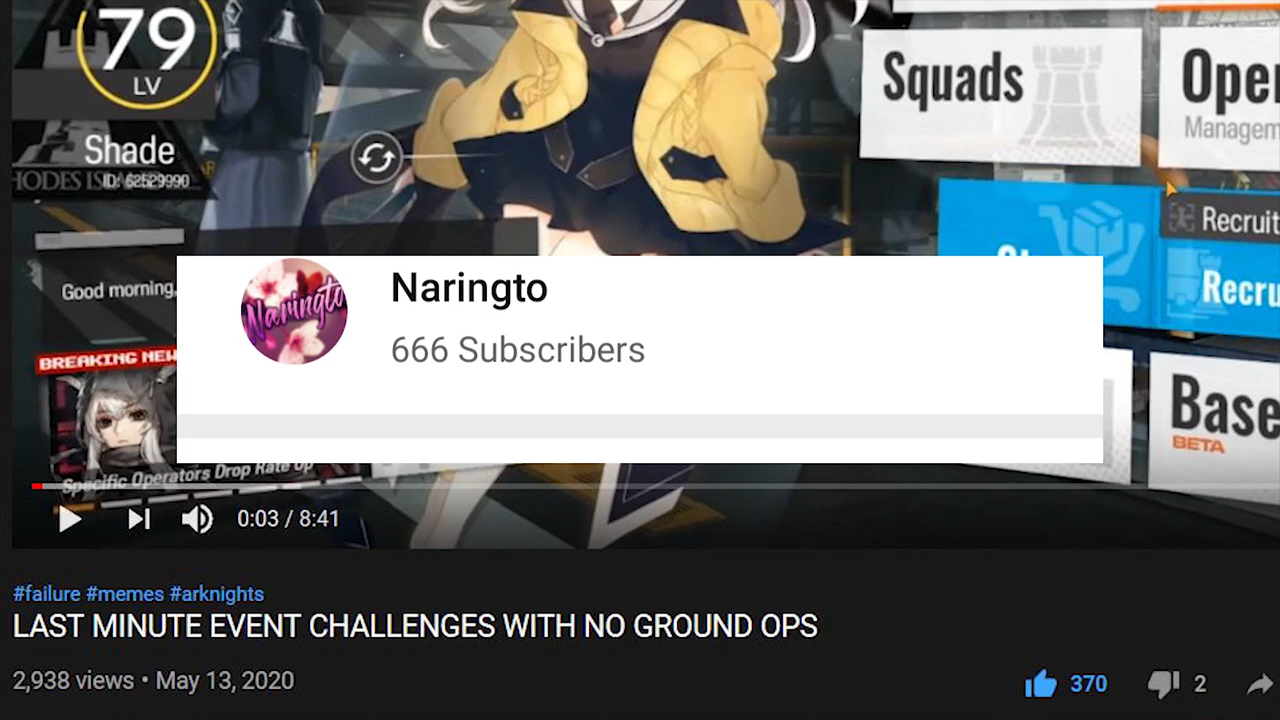 79
LV
Shade
ID: 62529990
Squads
Oper
Managem
Recruit
Recru
Good morning,
BREAKING NEW
Naringto
Naringto
666 Subscribers
Base
BETA
Specific Operators Drop Rate Up
0:03 / 8:41
#failure #memes #arknights
LAST MINUTE EVENT CHALLENGES WITH NO GROUND OPS
2,938 views • May 13, 2020
370
2